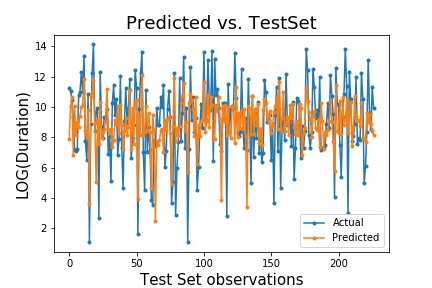 Predicted vs. TestSet
LOG(Duration)
14
12
10
8
6
4
2
0
50
100
150
200
Actual
Predicted
Test Set observations